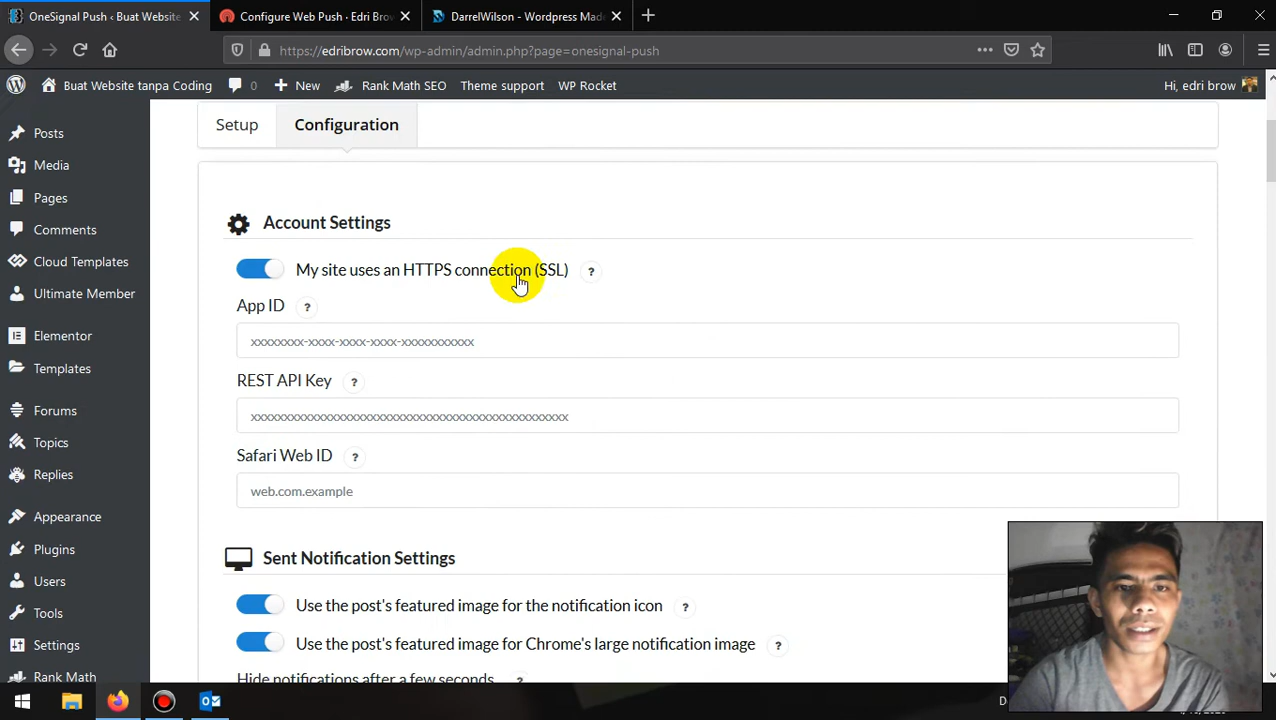 OneSignal Push ‹ Buat Website
Configure Web Push · Edri Brow
DarrelWilson - Wordpress Made
https://edribrow.com/wp-admin/admin.php?page=onesignal-push
Buat Website tanpa Coding
0
New
Rank Math SEO
Theme support
WP Rocket
Hi, edri brow
Posts
Media
Pages
Comments
Cloud Templates
Ultimate Member
Elementor
Templates
Forums
Topics
Replies
Appearance
Plugins
Users
Tools
Settings
Rank Math
Setup
Configuration
Account Settings
My site uses an HTTPS connection (SSL) ?
App ID ?
xxxxxxxx-xxxx-xxxx-xxxx-xxxxxxxxxxx
REST API Key ?
xxxxxxxxxxxxxxxxxxxxxxxxxxxxxxxxxxxxxxxxxxxxxxxx
Safari Web ID ?
web.com.example
Sent Notification Settings
Use the post's featured image for the notification icon ?
Use the post's featured image for Chrome's large notification image ?
Hide notifications after a few seconds ?